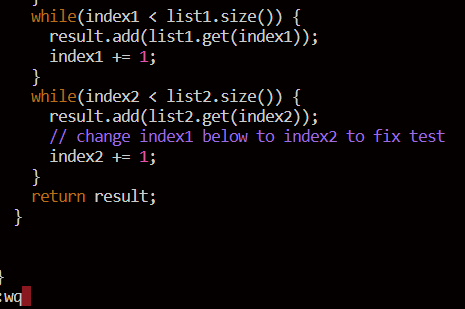 }
while(index1 < list1.size()) {
result.add(list1.get(index1));
index1 += 1;
}
while(index2 < list2.size()) {
result.add(list2.get(index2));
// change index1 below to index2 to fix test
index2 += 1;
}
return result;
}
}
:wq